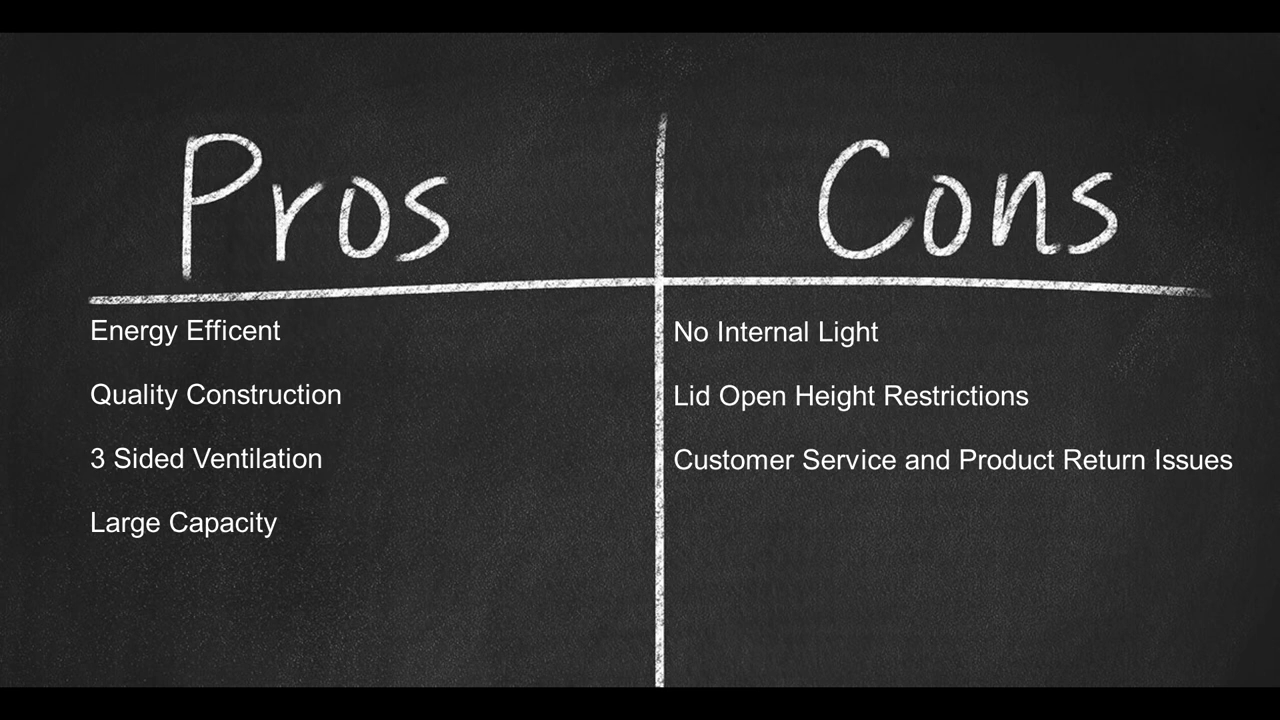 Pros
Cons
Energy Efficent
Quality Construction
3 Sided Ventilation
Large Capacity
No Internal Light
Lid Open Height Restrictions
Customer Service and Product Return Issues